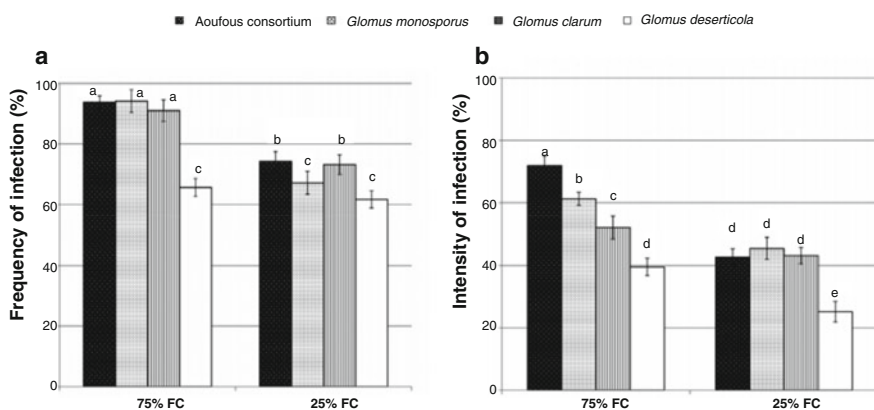 Aoufous consortium Glomus monosporus Glomus clarum Glomus deserticola
a
b
Frequency of infection (%)
100
80
60
40
20
0
a a a c b c b c
75% FC 25% FC
Intensity of infection (%)
100
80
60
40
20
0
a b c d d d d e
75% FC 25% FC